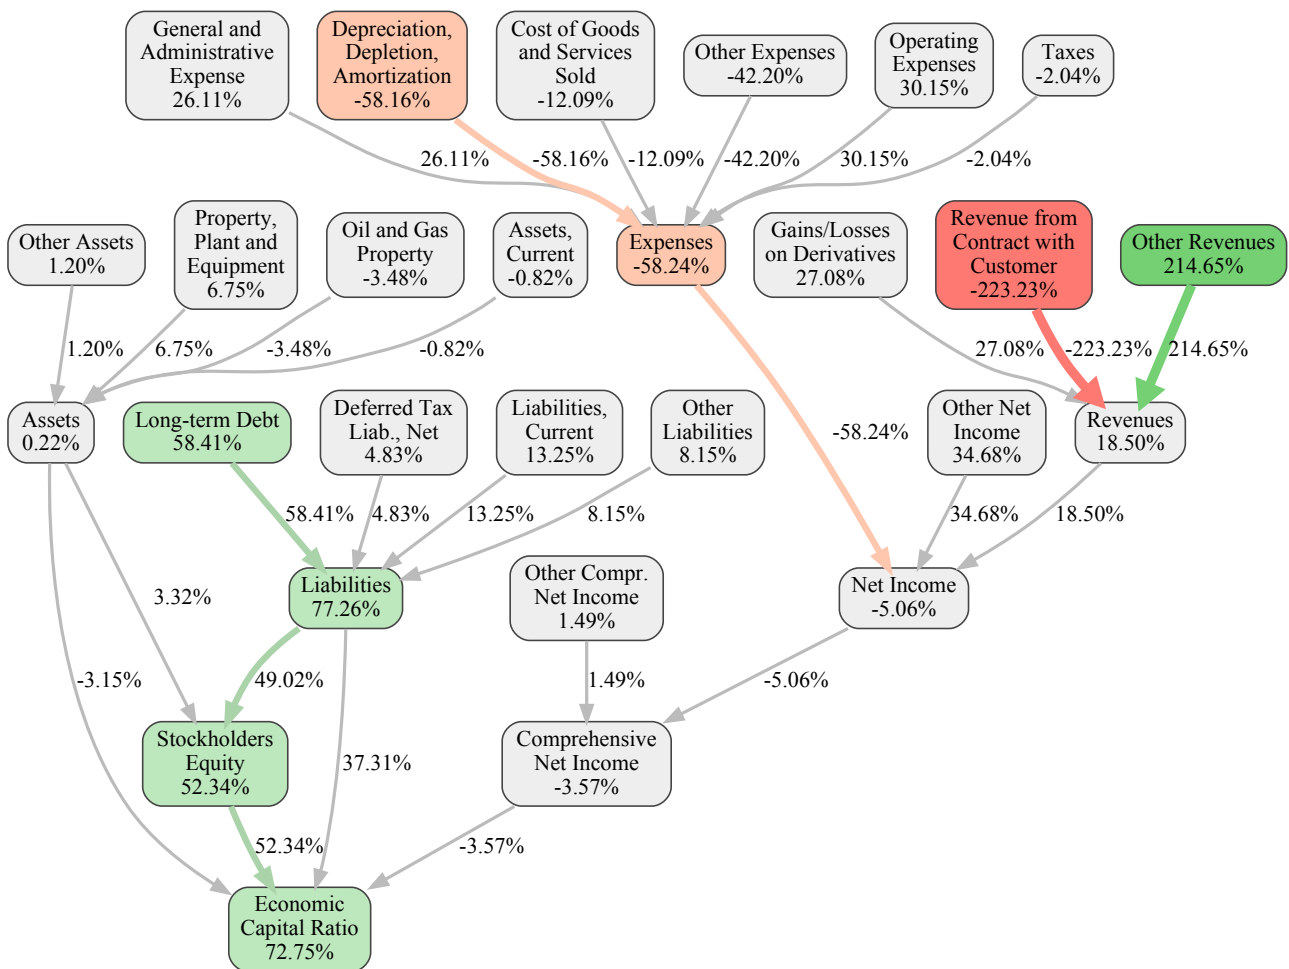 General and
Administrative
Expense
26.11%
Depreciation,
Depletion,
Amortization
-58.16%
Cost of Goods
and Services
Sold
-12.09%
Other Expenses
-42.20%
Operating
Expenses
30.15%
Taxes
-2.04%
26.11%
-58.16%
-12.09%
-42.20%
30.15%
-2.04%
Other Assets
1.20%
Property,
Plant and
Equipment
6.75%
Oil and Gas
Property
-3.48%
Assets,
Current
-0.82%
Expenses
-58.24%
Gains/Losses
on Derivatives
27.08%
Revenue from
Contract with
Customer
-223.23%
Other Revenues
214.65%
1.20%
6.75%
-3.48%
-0.82%
27.08%
-223.23%
214.65%
Assets
0.22%
Long-term Debt
58.41%
Deferred Tax
Liab., Net
4.83%
Liabilities,
Current
13.25%
Other
Liabilities
8.15%
-58.24%
Other Net
Income
34.68%
Revenues
18.50%
58.41%
4.83%
13.25%
8.15%
34.68%
18.50%
3.32%
Liabilities
77.26%
Other Compr.
Net Income
1.49%
Net Income
-5.06%
-3.15%
49.02%
1.49%
-5.06%
Stockholders
Equity
52.34%
37.31%
Comprehensive
Net Income
-3.57%
52.34%
-3.57%
Economic
Capital Ratio
72.75%